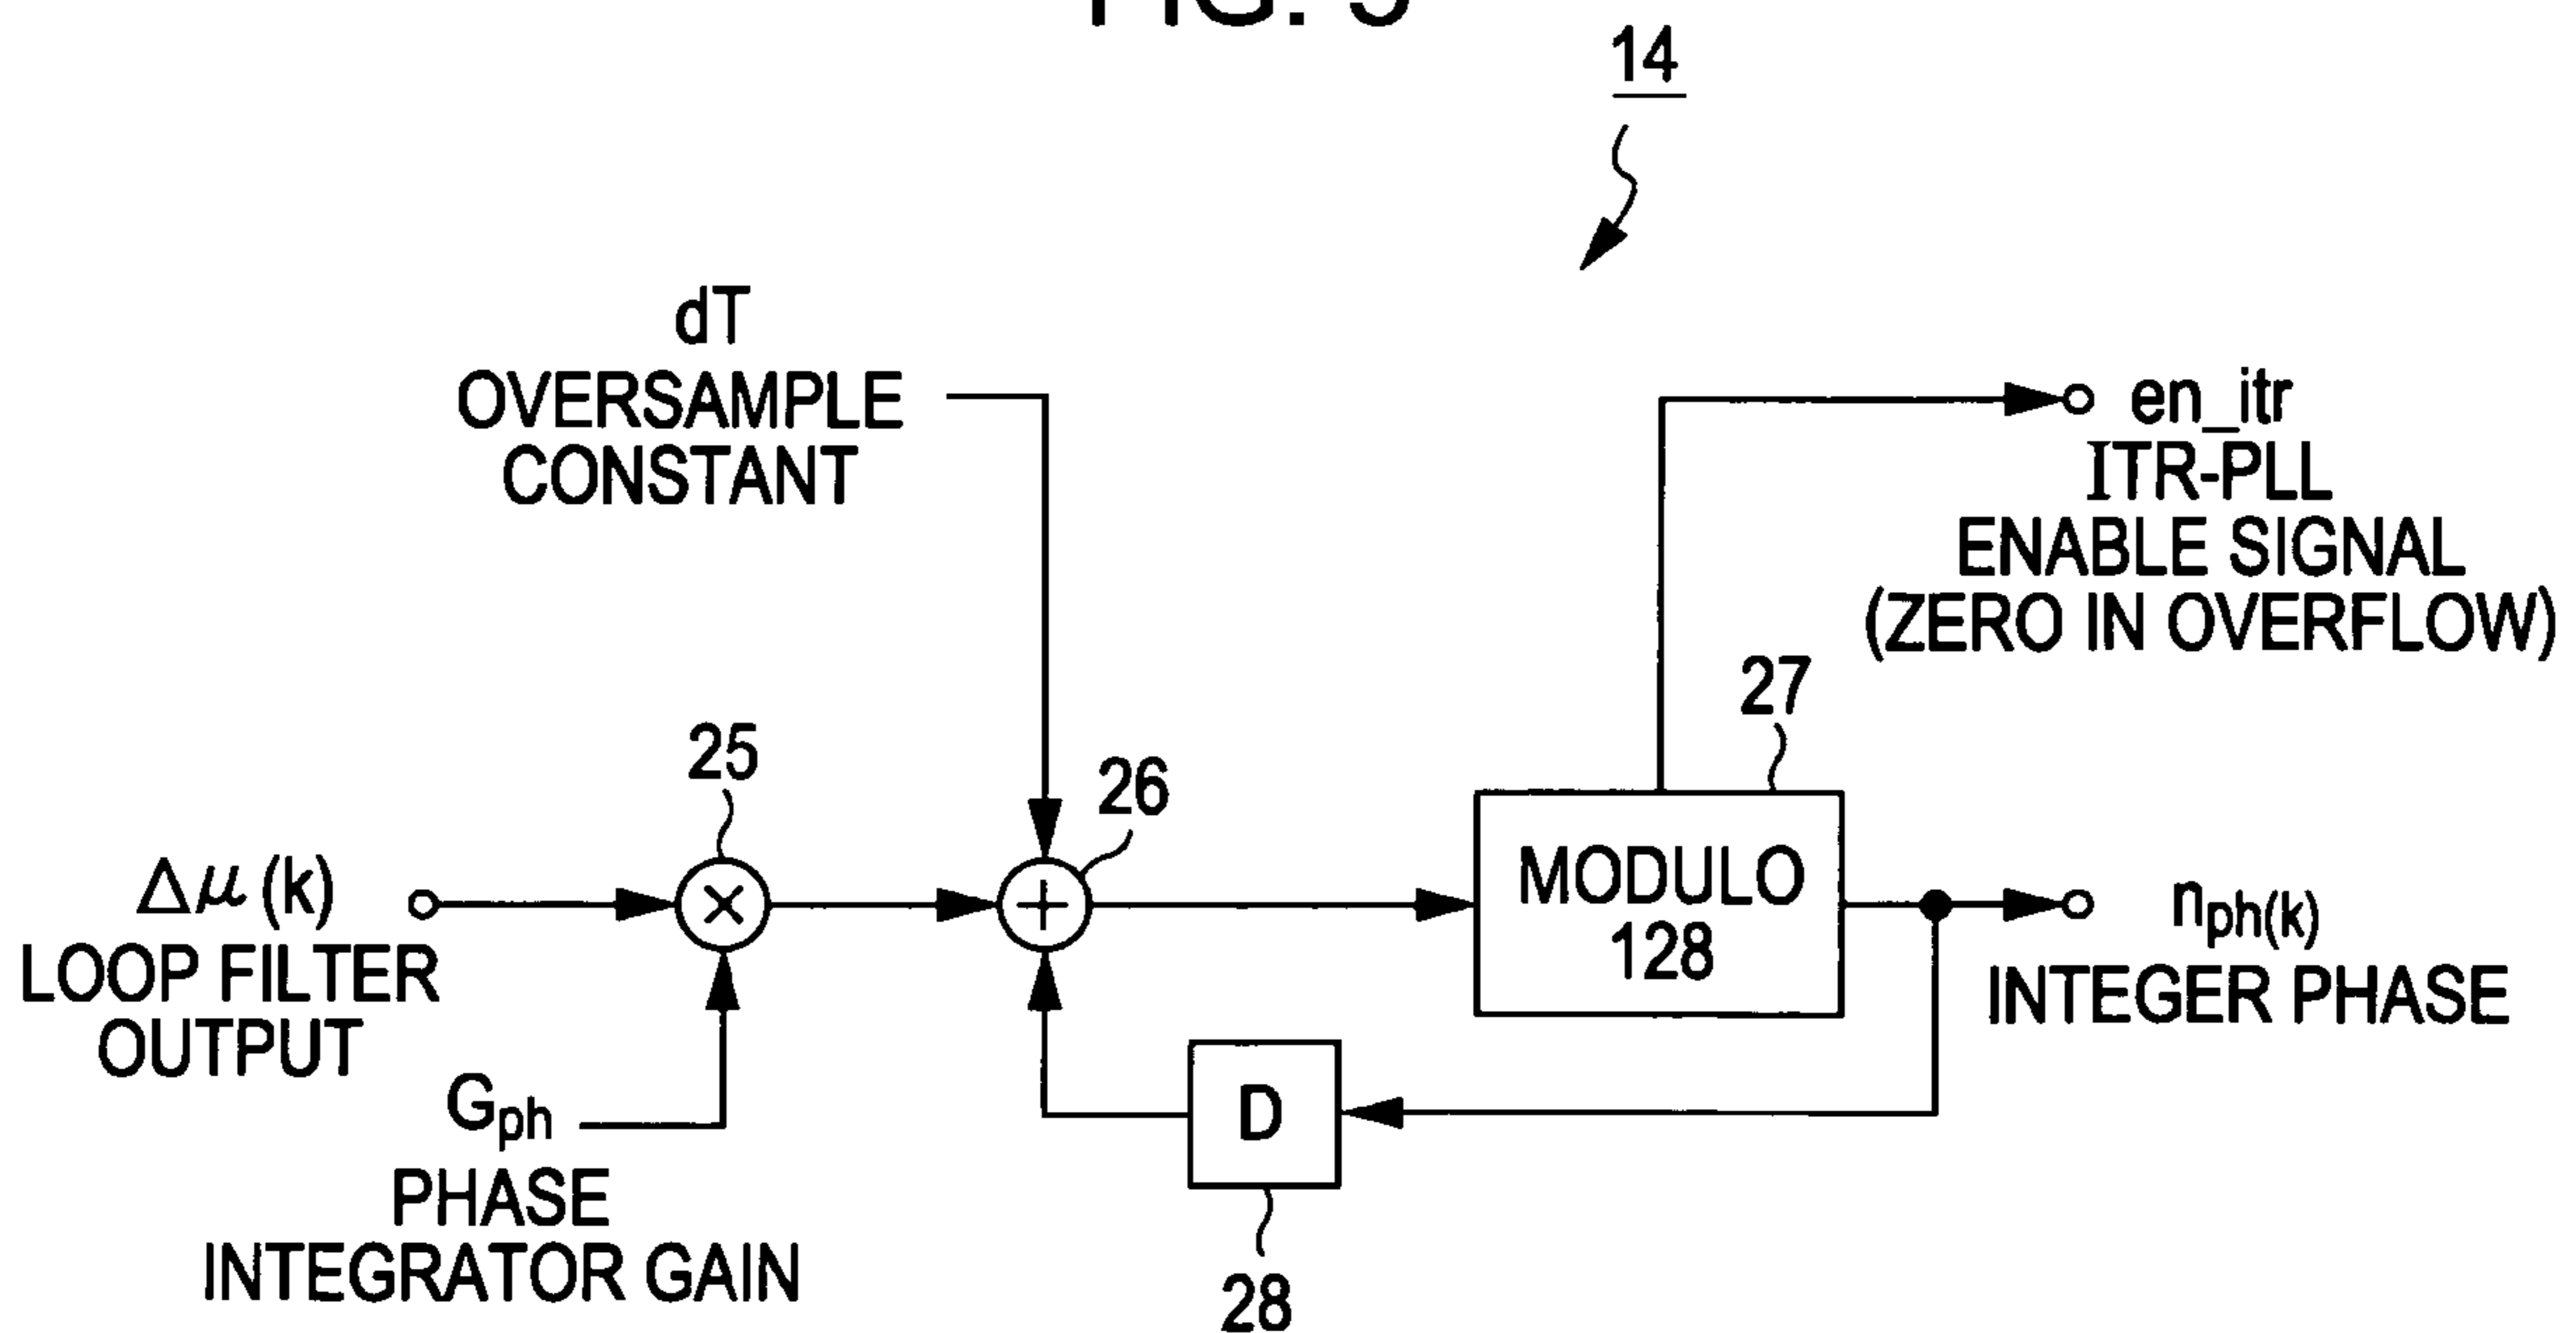 14
dT
OVERSAMPLE
CONSTANT
en_itr
ITR-PLL
ENABLE SIGNAL
(ZERO IN OVERFLOW)
27
25
26
MODULO
128
Δμ(k)
LOOP FILTER
OUTPUT
×
+
nph(k)
INTEGER PHASE
Gph
PHASE
INTEGRATOR GAIN
D
28